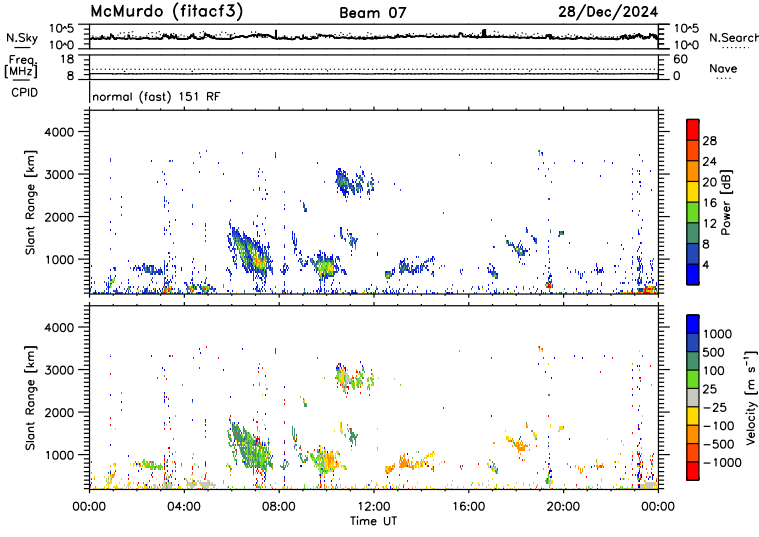 McMurdo (fitacf3) Beam 07 28/Dec/2024
N.Sky 10^5 10^0 10^5 10^0 N.Search
Freq. [MHz] 18 8 60 0 Nave
CPID normal (fast) 151 RF
Slant Range [km] 4000 3000 2000 1000
Power [dB] 28 24 20 16 12 8 4
Slant Range [km] 4000 3000 2000 1000
Velocity [m s⁻¹] 1000 500 100 25 -25 -100 -500 -1000
00:00 04:00 08:00 12:00 16:00 20:00 00:00
Time UT